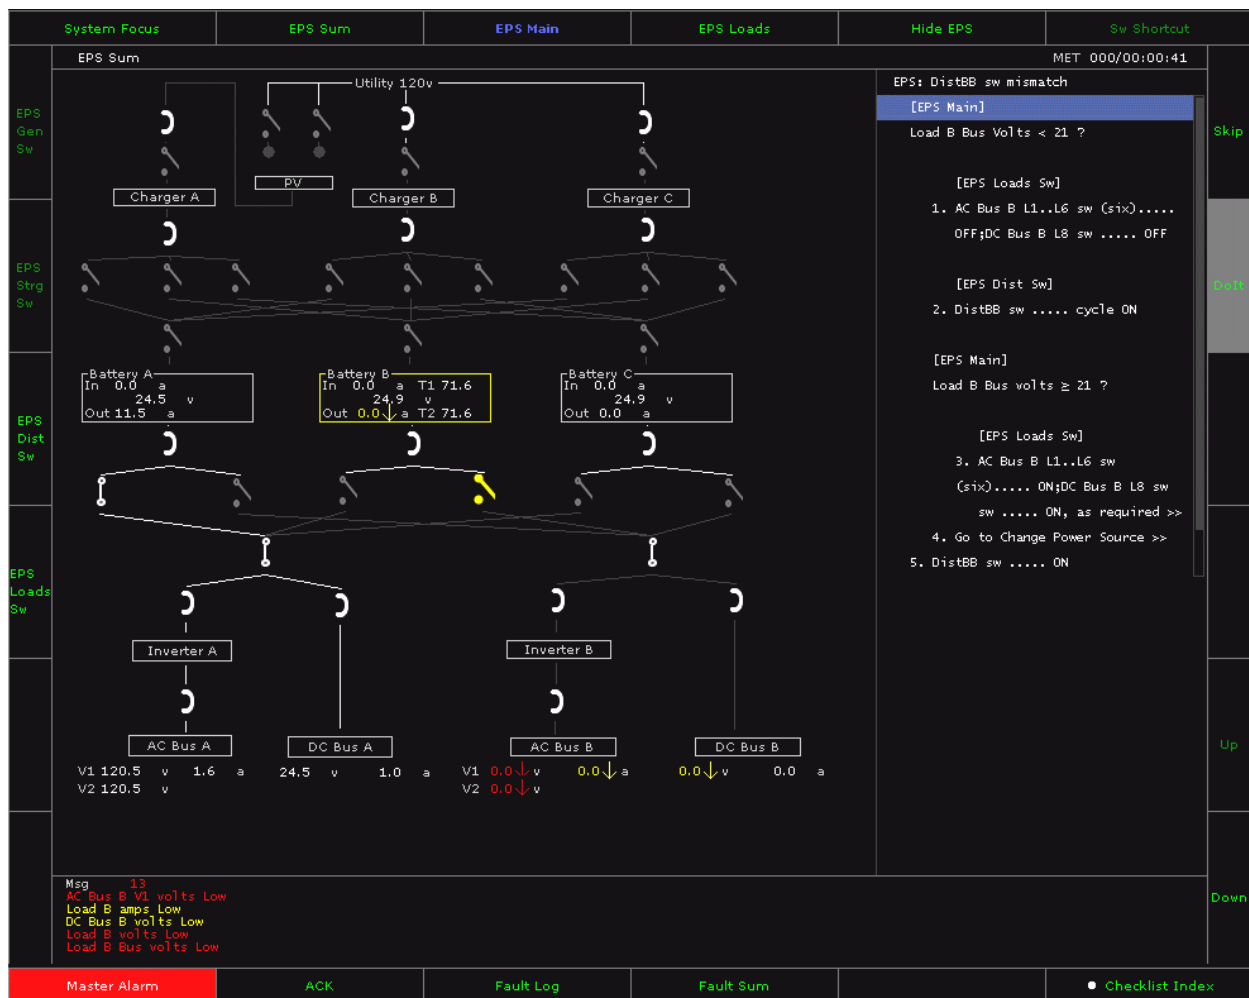 System Focus
EPS Sum
EPS Main
EPS Loads
Hide EPS
Sw Shortcut
EPS Sum
MET 000/00:00:41
EPS
Gen
Sw
EPS
Strg
Sw
EPS
Dist
Sw
EPS
Loads
Sw
Utility 120v
PV
Charger A
Charger B
Charger C
Battery A
In 0.0 a
24.5 v
Out 11.5 a
Battery B
In 0.0 a T1 71.6
24.9 v
Out 0.0↓ a T2 71.6
Battery C
In 0.0 a
24.9 v
Out 0.0 a
Inverter A
Inverter B
AC Bus A
DC Bus A
AC Bus B
DC Bus B
V1 120.5 v 1.6 a
V2 120.5 v
24.5 v 1.0 a
V1 0.0↓ v 0.0↓ a
V2 0.0↓ v
0.0↓ v 0.0 a
EPS: DistBB sw mismatch
[EPS Main]
Load B Bus Volts < 21 ?
[EPS Loads Sw]
1. AC Bus B L1..L6 sw (six).....
OFF;DC Bus B L8 sw ..... OFF
[EPS Dist Sw]
2. DistBB sw ..... cycle ON
[EPS Main]
Load B Bus volts ≥ 21 ?
[EPS Loads Sw]
3. AC Bus B L1..L6 sw
(six)..... ON;DC Bus B L8 sw
sw ..... ON, as required >>
4. Go to Change Power Source >>
5. DistBB sw ..... ON
Skip
DoIt
Up
Down
Msg 13
AC Bus B V1 volts Low
Load B amps Low
DC Bus B volts Low
Load B volts Low
Load B Bus volts Low
Master Alarm
ACK
Fault Log
Fault Sum
Checklist Index